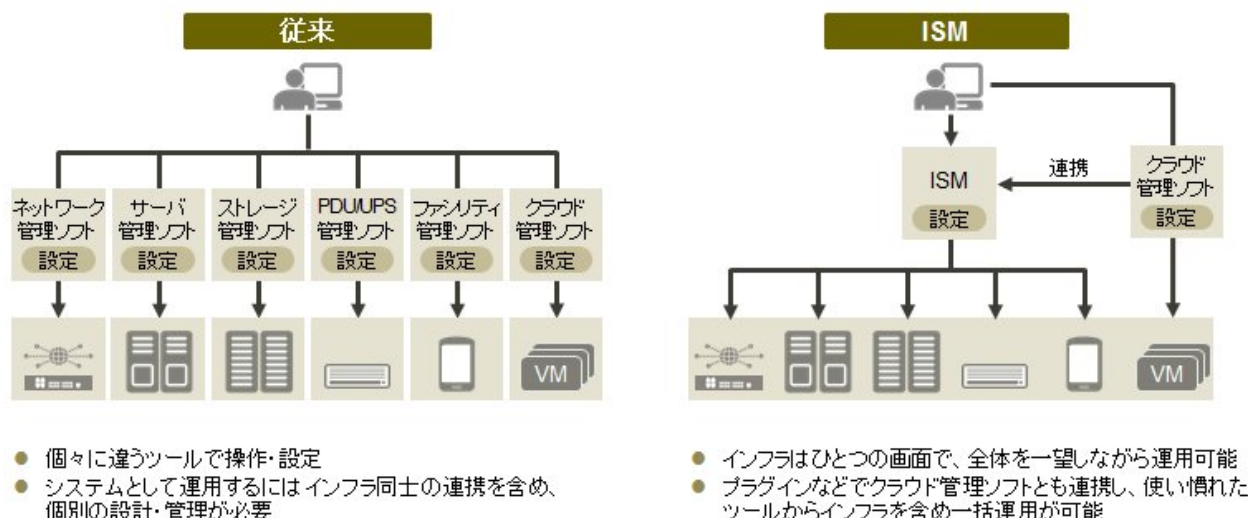 従来
ネットワーク
管理ソフト
設定
サーバ
管理ソフト
設定
ストレージ
管理ソフト
設定
PDU/UPS
管理ソフト
設定
ファシリティ
管理ソフト
設定
クラウド
管理ソフト
設定
VM
● 個々に違うツールで操作・設定
● システムとして運用するにはインフラ同士の連携を含め、
個別の設計・管理が必要
ISM
ISM
設定
連携
クラウド
管理ソフト
設定
VM
● インフラはひとつの画面で、全体を一望しながら運用可能
● プラグインなどでクラウド管理ソフトとも連携し、使い慣れた
ツールからインフラを含め一括運用が可能